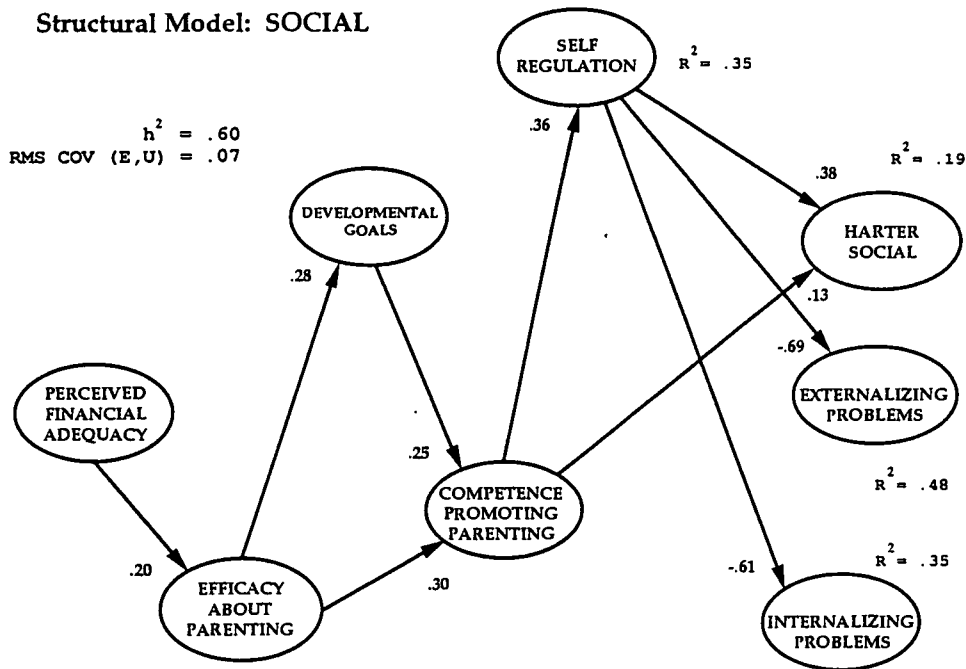 Structural Model: SOCIAL
SELF
REGULATION
R² = .35
h² = .60
RMS COV (E,U) = .07
.36
R² = .19
.38
DEVELOPMENTAL
GOALS
HARTER
SOCIAL
.28
.13
-.69
PERCEIVED
FINANCIAL
ADEQUACY
EXTERNALIZING
PROBLEMS
.25
COMPETENCE
PROMOTING
PARENTING
R² = .48
.20
.30
-.61
R² = .35
EFFICACY
ABOUT
PARENTING
INTERNALIZING
PROBLEMS